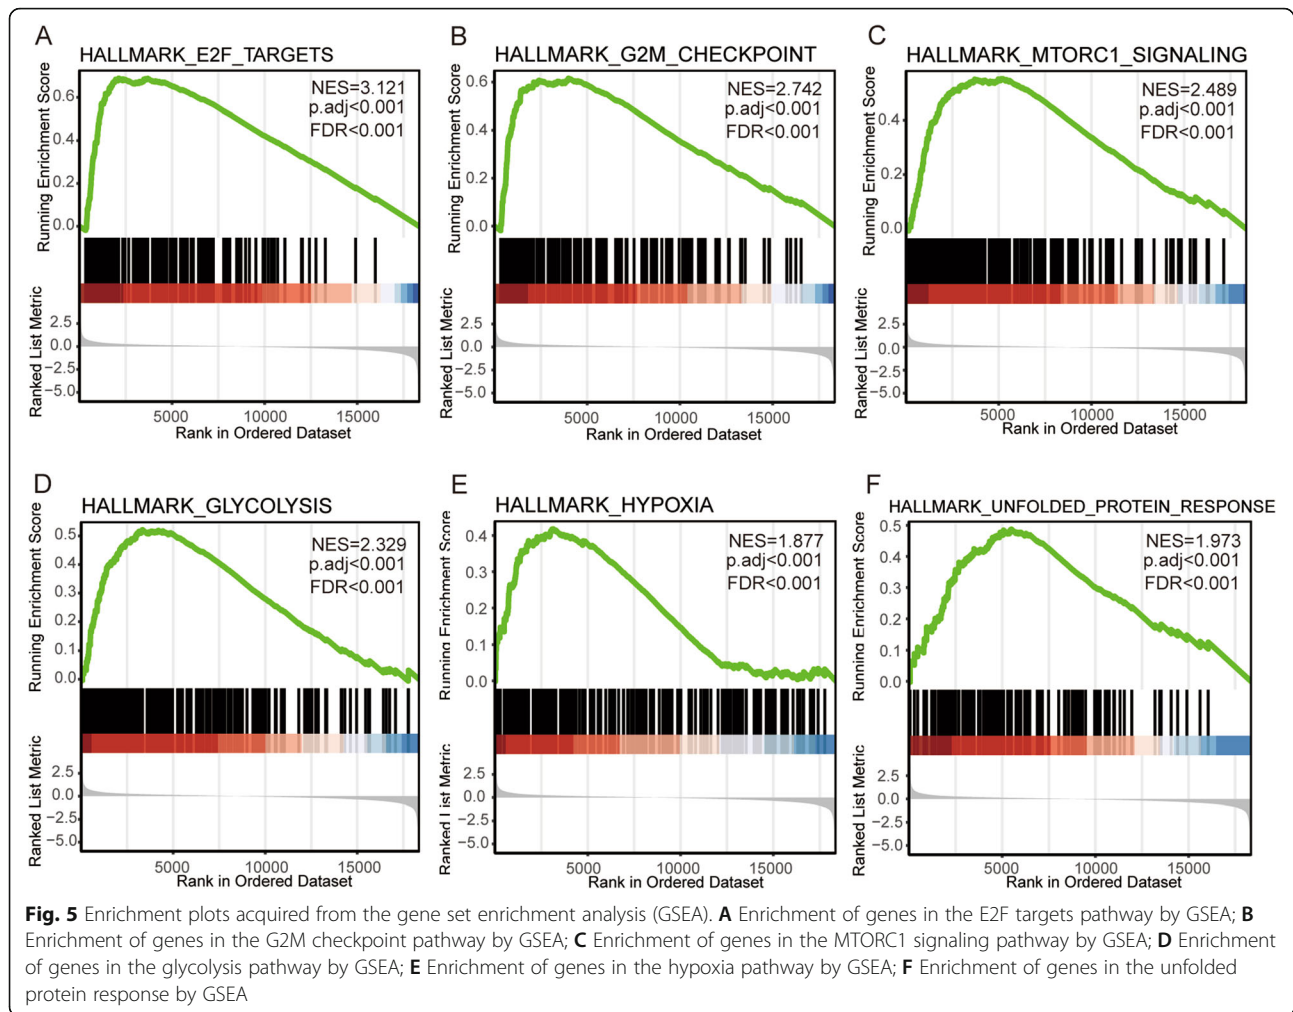 A
HALLMARK_E2F_TARGETS
NES=3.121
p.adj<0.001
FDR<0.001
Running Enrichment Score
0.6
0.4
0.2
0.0
Ranked List Metric
2.5
0.0
−2.5
−5.0
5000 10000 15000
Rank in Ordered Dataset
B
HALLMARK_G2M_CHECKPOINT
NES=2.742
p.adj<0.001
FDR<0.001
Running Enrichment Score
0.6
0.4
0.2
0.0
Ranked List Metric
2.5
0.0
−2.5
−5.0
5000 10000 15000
Rank in Ordered Dataset
C
HALLMARK_MTORC1_SIGNALING
NES=2.489
p.adj<0.001
FDR<0.001
Running Enrichment Score
0.4
0.2
0.0
Ranked List Metric
2.5
0.0
−2.5
−5.0
5000 10000 15000
Rank in Ordered Dataset
D
HALLMARK_GLYCOLYSIS
NES=2.329
p.adj<0.001
FDR<0.001
Running Enrichment Score
0.5
0.4
0.3
0.2
0.1
0.0
Ranked List Metric
2.5
0.0
−2.5
−5.0
5000 10000 15000
Rank in Ordered Dataset
E
HALLMARK_HYPOXIA
NES=1.877
p.adj<0.001
FDR<0.001
Running Enrichment Score
0.4
0.3
0.2
0.1
0.0
Ranked List Metric
2.5
0.0
−2.5
−5.0
5000 10000 15000
Rank in Ordered Dataset
F
HALLMARK_UNFOLDED_PROTEIN_RESPONSE
NES=1.973
p.adj<0.001
FDR<0.001
Running Enrichment Score
0.5
0.4
0.3
0.2
0.1
0.0
Ranked List Metric
2.5
0.0
−2.5
−5.0
5000 10000 15000
Rank in Ordered Dataset
Fig. 5 Enrichment plots acquired from the gene set enrichment analysis (GSEA). A Enrichment of genes in the E2F targets pathway by GSEA; B
Enrichment of genes in the G2M checkpoint pathway by GSEA; C Enrichment of genes in the MTORC1 signaling pathway by GSEA; D Enrichment
of genes in the glycolysis pathway by GSEA; E Enrichment of genes in the hypoxia pathway by GSEA; F Enrichment of genes in the unfolded
protein response by GSEA